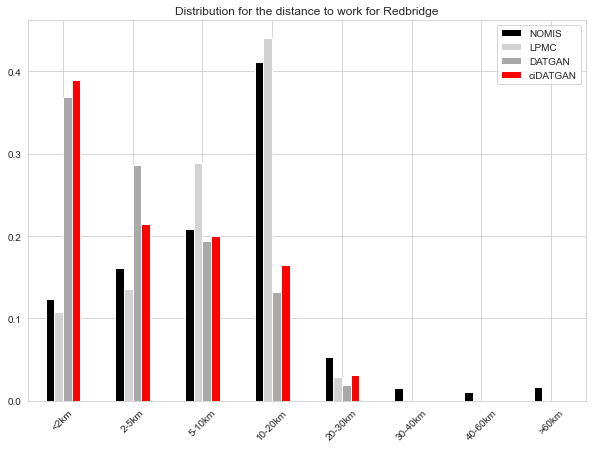 Distribution for the distance to work for Redbridge
NOMIS
LPMC
DATGAN
ciDATGAN
0.4
0.3
0.2
0.1
0.0
<2km
2-5km
5-10km
10-20km
20-30km
30-40km
40-60km
>60km